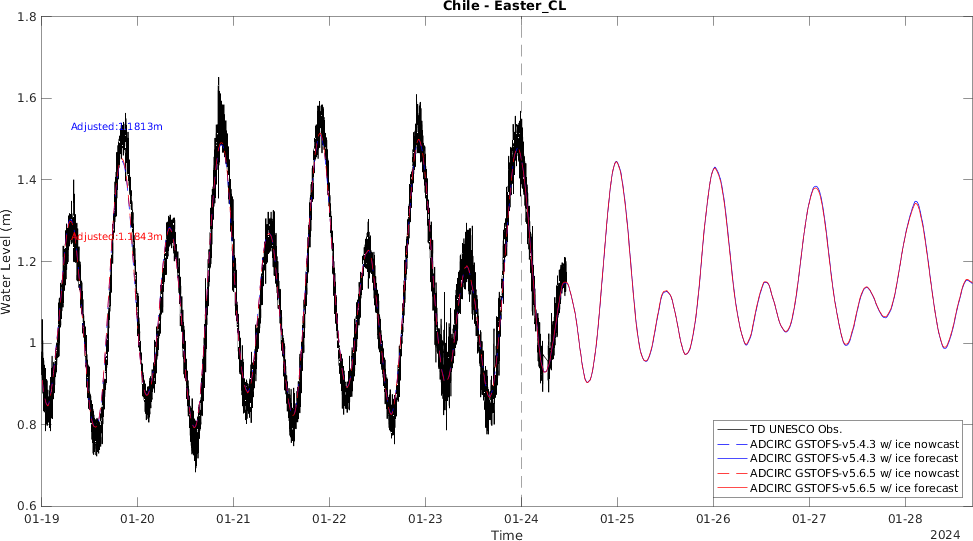 Chile - Easter_CL
1.8
1.6
1.4
1.2
1
0.8
0.6
Water Level (m)
Adjusted:1.1813m
Adjusted:1.1843m
TD UNESCO Obs.
ADCIRC GSTOFS-v5.4.3 w/ ice nowcast
ADCIRC GSTOFS-v5.4.3 w/ ice forecast
ADCIRC GSTOFS-v5.6.5 w/ ice nowcast
ADCIRC GSTOFS-v5.6.5 w/ ice forecast
01-19 01-20 01-21 01-22 01-23 01-24 01-25 01-26 01-27 01-28
Time
2024